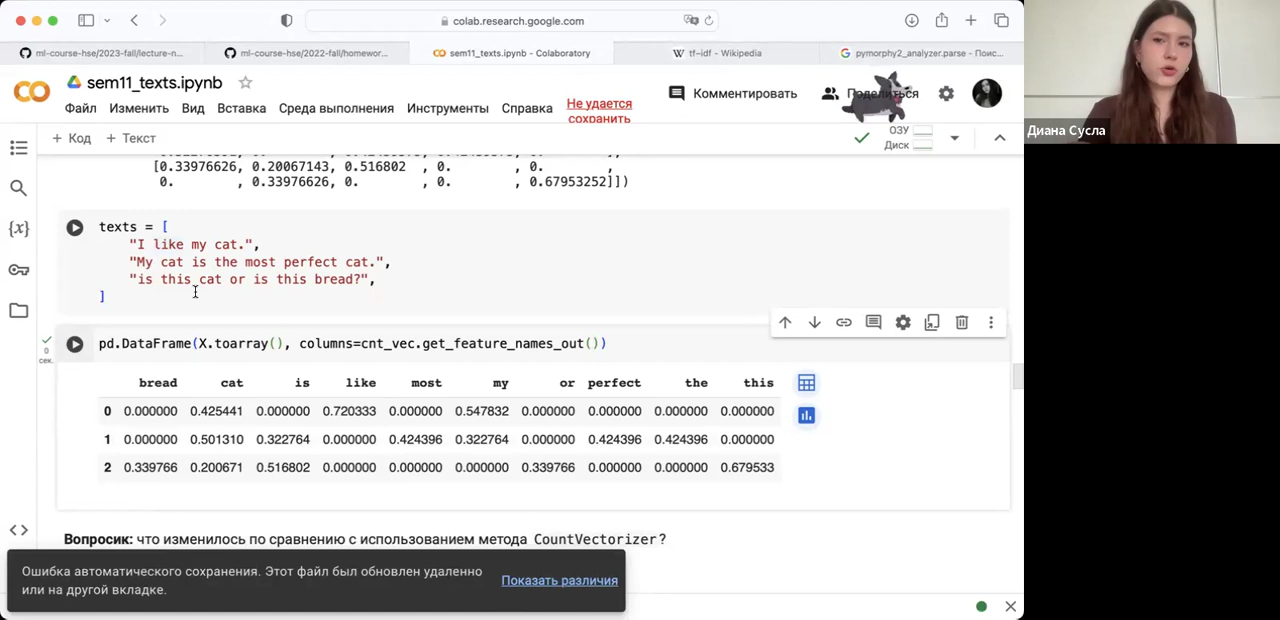 colab.research.google.com
ml-course-hse/2023-fall/lecture-n...
ml-course-hse/2022-fall/homewor...
sem11_texts.ipynb - Colaboratory
tf-idf - Wikipedia
pymorphy2_analyzer.parse - Поис...
sem11_texts.ipynb
Файл Изменить Вид Вставка Среда выполнения Инструменты Справка Не удается
сохранить
Комментировать
Поделиться
+ Код + Текст
ОЗУ
Диск
[0.33976626, 0.20067143, 0.516802 , 0. , 0. ,
0. , 0.33976626, 0. , 0. , 0.67953252]])
texts = [
"I like my cat.",
"My cat is the most perfect cat.",
"is this cat or is this bread?",
]
0
сек.
pd.DataFrame(X.toarray(), columns=cnt_vec.get_feature_names_out())
bread cat is like most my or perfect the this
0 0.000000 0.425441 0.000000 0.720333 0.000000 0.547832 0.000000 0.000000 0.000000 0.000000
1 0.000000 0.501310 0.322764 0.000000 0.424396 0.322764 0.000000 0.424396 0.424396 0.000000
2 0.339766 0.200671 0.516802 0.000000 0.000000 0.000000 0.339766 0.000000 0.000000 0.679533
Вопросик: что изменилось по сравнению с использованием метода CountVectorizer?
Ошибка автоматического сохранения. Этот файл был обновлен удаленно
или на другой вкладке.
Показать различия
Диана Сусла